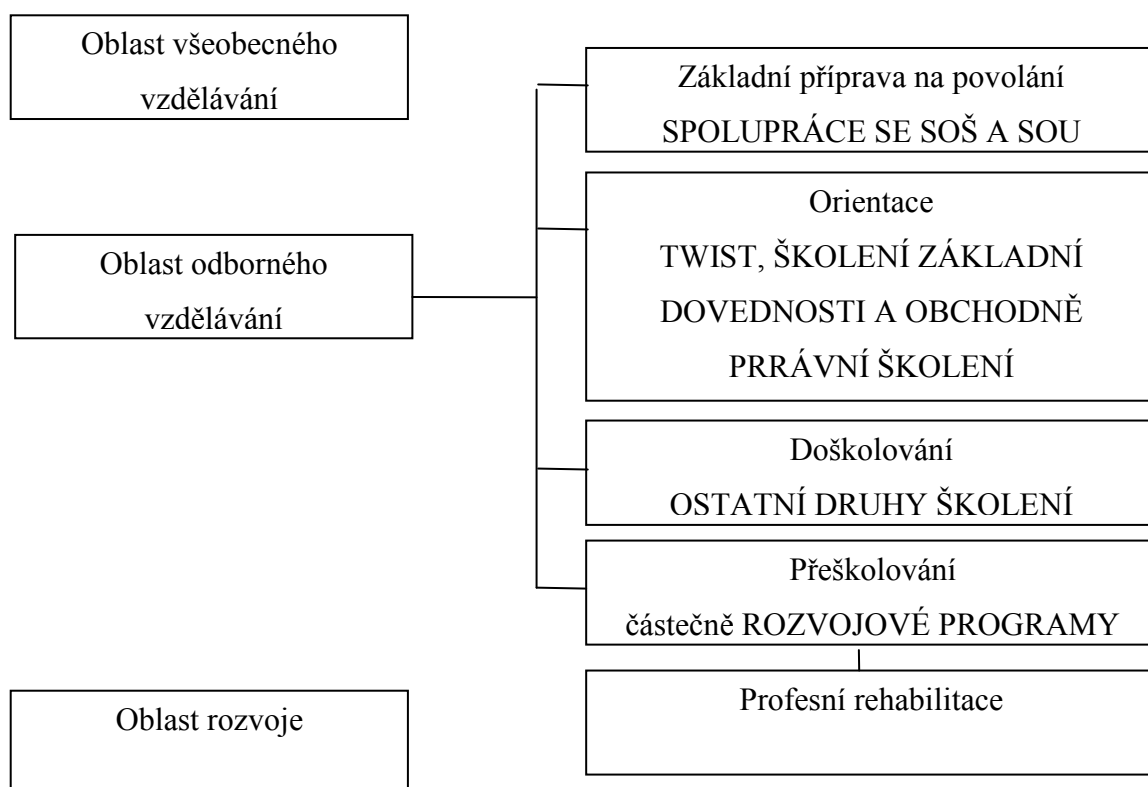 Oblast všeobecného
vzdělávání
Základní příprava na povolání
SPOLUPRÁCE SE SOŠ A SOU
Orientace
TWIST, ŠKOLENÍ ZÁKLADNÍ
DOVEDNOSTI A OBCHODNĚ
PRRÁVNÍ ŠKOLENÍ
Oblast odborného
vzdělávání
Doškolování
OSTATNÍ DRUHY ŠKOLENÍ
Přeškolování
částečně ROZVOJOVÉ PROGRAMY
Profesní rehabilitace
Oblast rozvoje